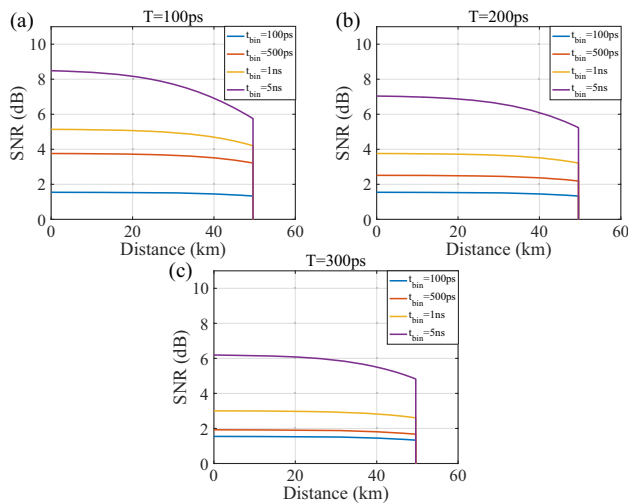 (a)
T=100ps
SNR (dB)
10
8
6
4
2
0
0
20
40
60
Distance (km)
t_bin=100ps
t_bin=500ps
t_bin=1ns
t_bin=5ns
(b)
T=200ps
SNR (dB)
10
8
6
4
2
0
0
20
40
60
Distance (km)
t_bin=100ps
t_bin=500ps
t_bin=1ns
t_bin=5ns
(c)
T=300ps
SNR (dB)
10
8
6
4
2
0
0
20
40
60
Distance (km)
t_bin=100ps
t_bin=500ps
t_bin=1ns
t_bin=5ns